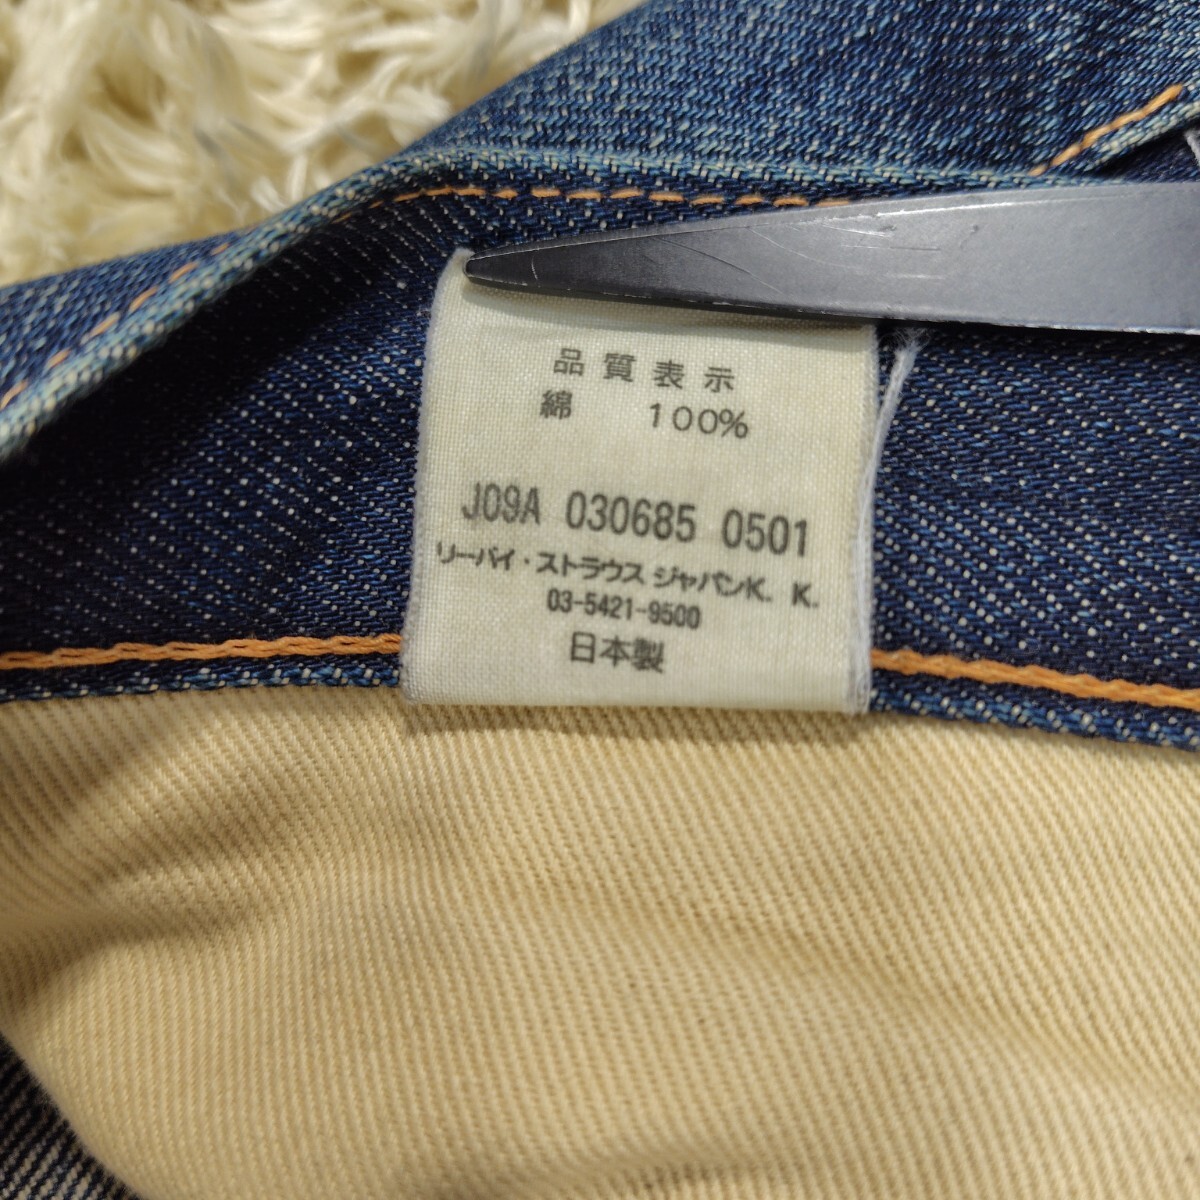 品質表示
綿 100%
J09A 030685 0501
リーバイ・ストラウス ジャパンK. K.
03-5421-9500
日本製